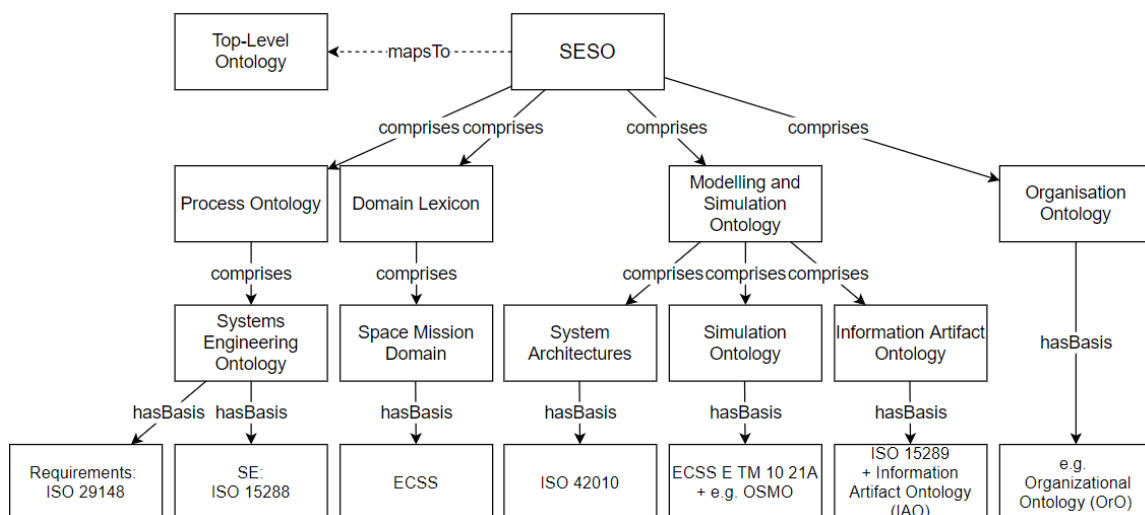 Top-Level
Ontology
mapsTo
SESO
comprises
comprises
comprises
comprises
Process Ontology
Domain Lexicon
Modelling and
Simulation
Ontology
Organisation
Ontology
comprises
comprises
comprises
comprises
comprises
Systems
Engineering
Ontology
Space Mission
Domain
System
Architectures
Simulation
Ontology
Information Artifact
Ontology
hasBasis
hasBasis
hasBasis
hasBasis
hasBasis
hasBasis
hasBasis
Requirements:
ISO 29148
SE:
ISO 15288
ECSS
ISO 42010
ECSS E TM 10 21A
+ e.g. OSMO
ISO 15289
+ Information
Artifact Ontology
(IAO)
e.g.
Organizational
Ontology (OrO)